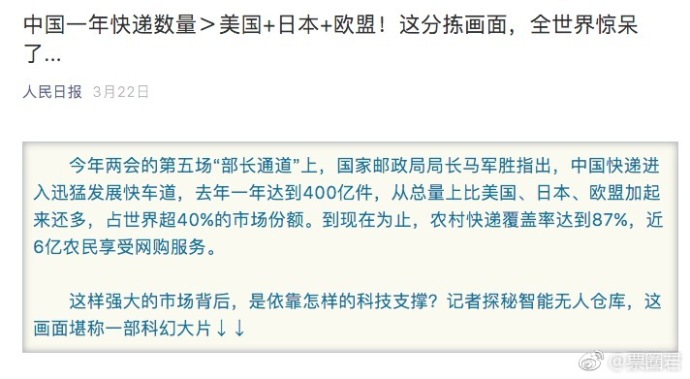 中国一年快递数量＞美国+日本+欧盟！这分拣画面，全世界惊呆
了...
人民日报 3月22日
今年两会的第五场“部长通道”上，国家邮政局局长马军胜指出，中国快递进
入迅猛发展快车道，去年一年达到400亿件，从总量上比美国、日本、欧盟加起
来还多，占世界超40%的市场份额。到现在为止，农村快递覆盖率达到87%，近
6亿农民享受网购服务。
这样强大的市场背后，是依靠怎样的科技支撑？记者探秘智能无人仓库，这
画面堪称一部科幻大片↓↓
@票圈君